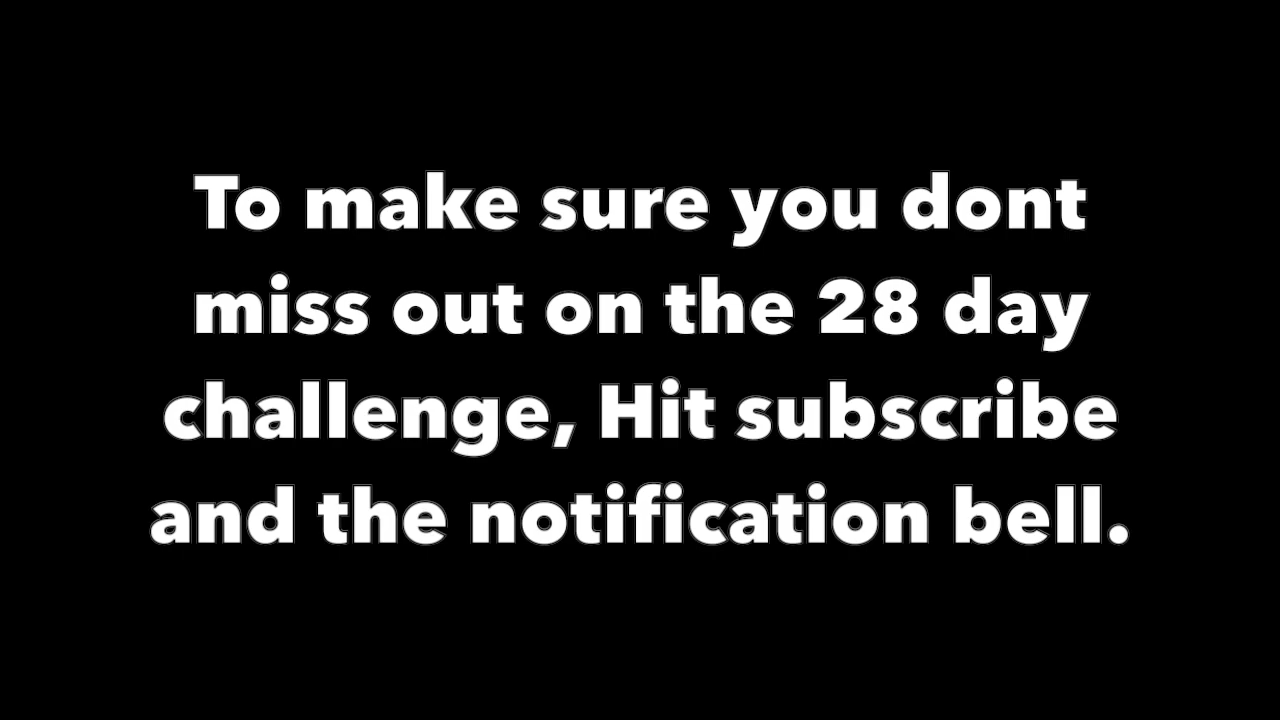 To make sure you dont
miss out on the 28 day
challenge, Hit subscribe
and the notification bell.